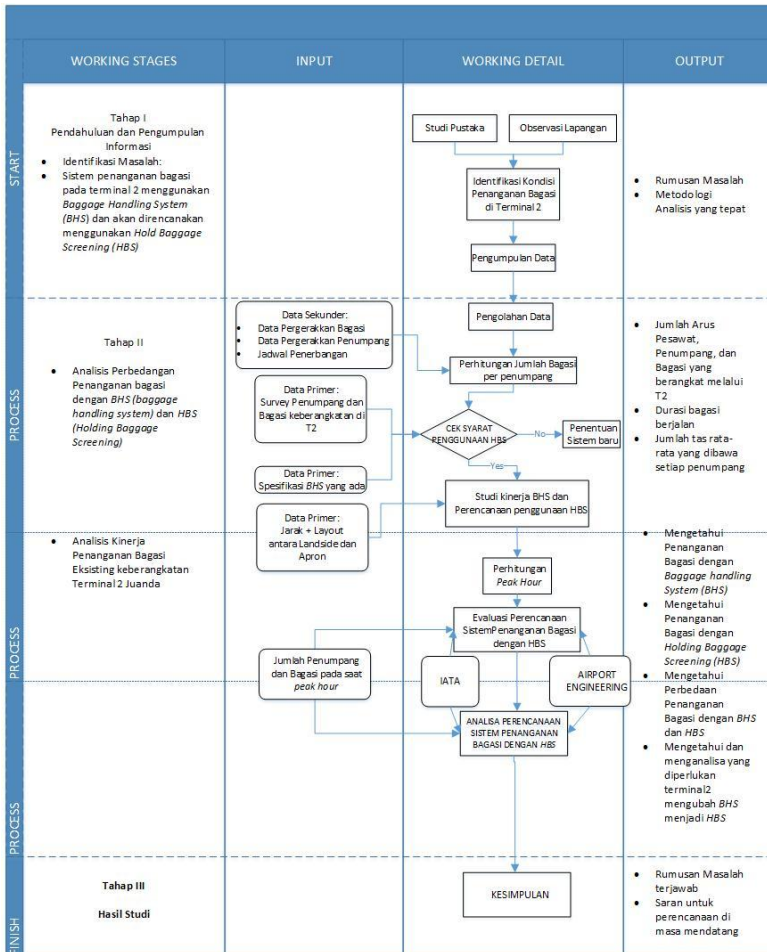 WORKING STAGES
INPUT
WORKING DETAIL
OUTPUT
START
Tahap I
Pendahuluan dan Pengumpulan
Informasi
• Identifikasi Masalah:
• Sistem penanganan bagasi
pada terminal 2 menggunakan
Baggage Handling System
(BHS) dan akan direncanakan
menggunakan Hold Baggage
Screening (HBS)
Studi Pustaka
Observasi Lapangan
Identifikasi Kondisi
Penanganan Bagasi
di Terminal 2
Pengumpulan Data
• Rumusan Masalah
• Metodologi
Analisis yang tepat
PROCESS
Tahap II
• Analisis Perbedangan
Penanganan bagasi
dengan BHS (baggage
handling system) dan HBS
(Holding Baggage
Screening)
Data Sekunder:
• Data Pergerakkan Bagasi
• Data Pergerakkan Penumpang
• Jadwal Penerbangan
Data Primer:
Survey Penumpang dan
Bagasi keberangkatan di
T2
Data Primer:
Spesifikasi BHS yang ada
Data Primer:
Jarak + Layout
antara Landside dan
Apron
Pengolahan Data
Perhitungan Jumlah Bagasi
per penumpang
CEK SYARAT
PENGGUNAAN HBS
No
Penentuan
Sistem baru
Yes
Studi kinerja BHS dan
Perencanaan penggunaan HBS
• Jumlah Arus
Pesawat,
Penumpang, dan
Bagasi yang
berangkat melalui
T2
• Durasi bagasi
berjalan
• Jumlah tas rata-
rata yang dibawa
setiap penumpang
PROCESS
• Analisis Kinerja
Penanganan Bagasi
Eksisting keberangkatan
Terminal 2 Juanda
Jumlah Penumpang
dan Bagasi pada saat
peak hour
Perhitungan
Peak Hour
Evaluasi Perencanaan
SistemPenanganan Bagasi
dengan HBS
IATA
AIRPORT
ENGINEERING
ANALISA PERENCANAAN
SISTEM PENANGANAN
BAGASI DENGAN HBS
• Mengetahui
Penanganan
Bagasi dengan
Baggage handling
System (BHS)
• Mengetahui
Penanganan
Bagasi dengan
Holding Baggage
Screening (HBS)
• Mengetahui
Perbedaan
Penanganan
Bagasi dengan BHS
dan HBS
• Mengetahui dan
menganalisa yang
diperlukan
terminal2
mengubah BHS
menjadi HBS
PROCESS
FINISH
Tahap III
Hasil Studi
KESIMPULAN
• Rumusan Masalah
terjawab
• Saran untuk
perencanaan di
masa mendatang